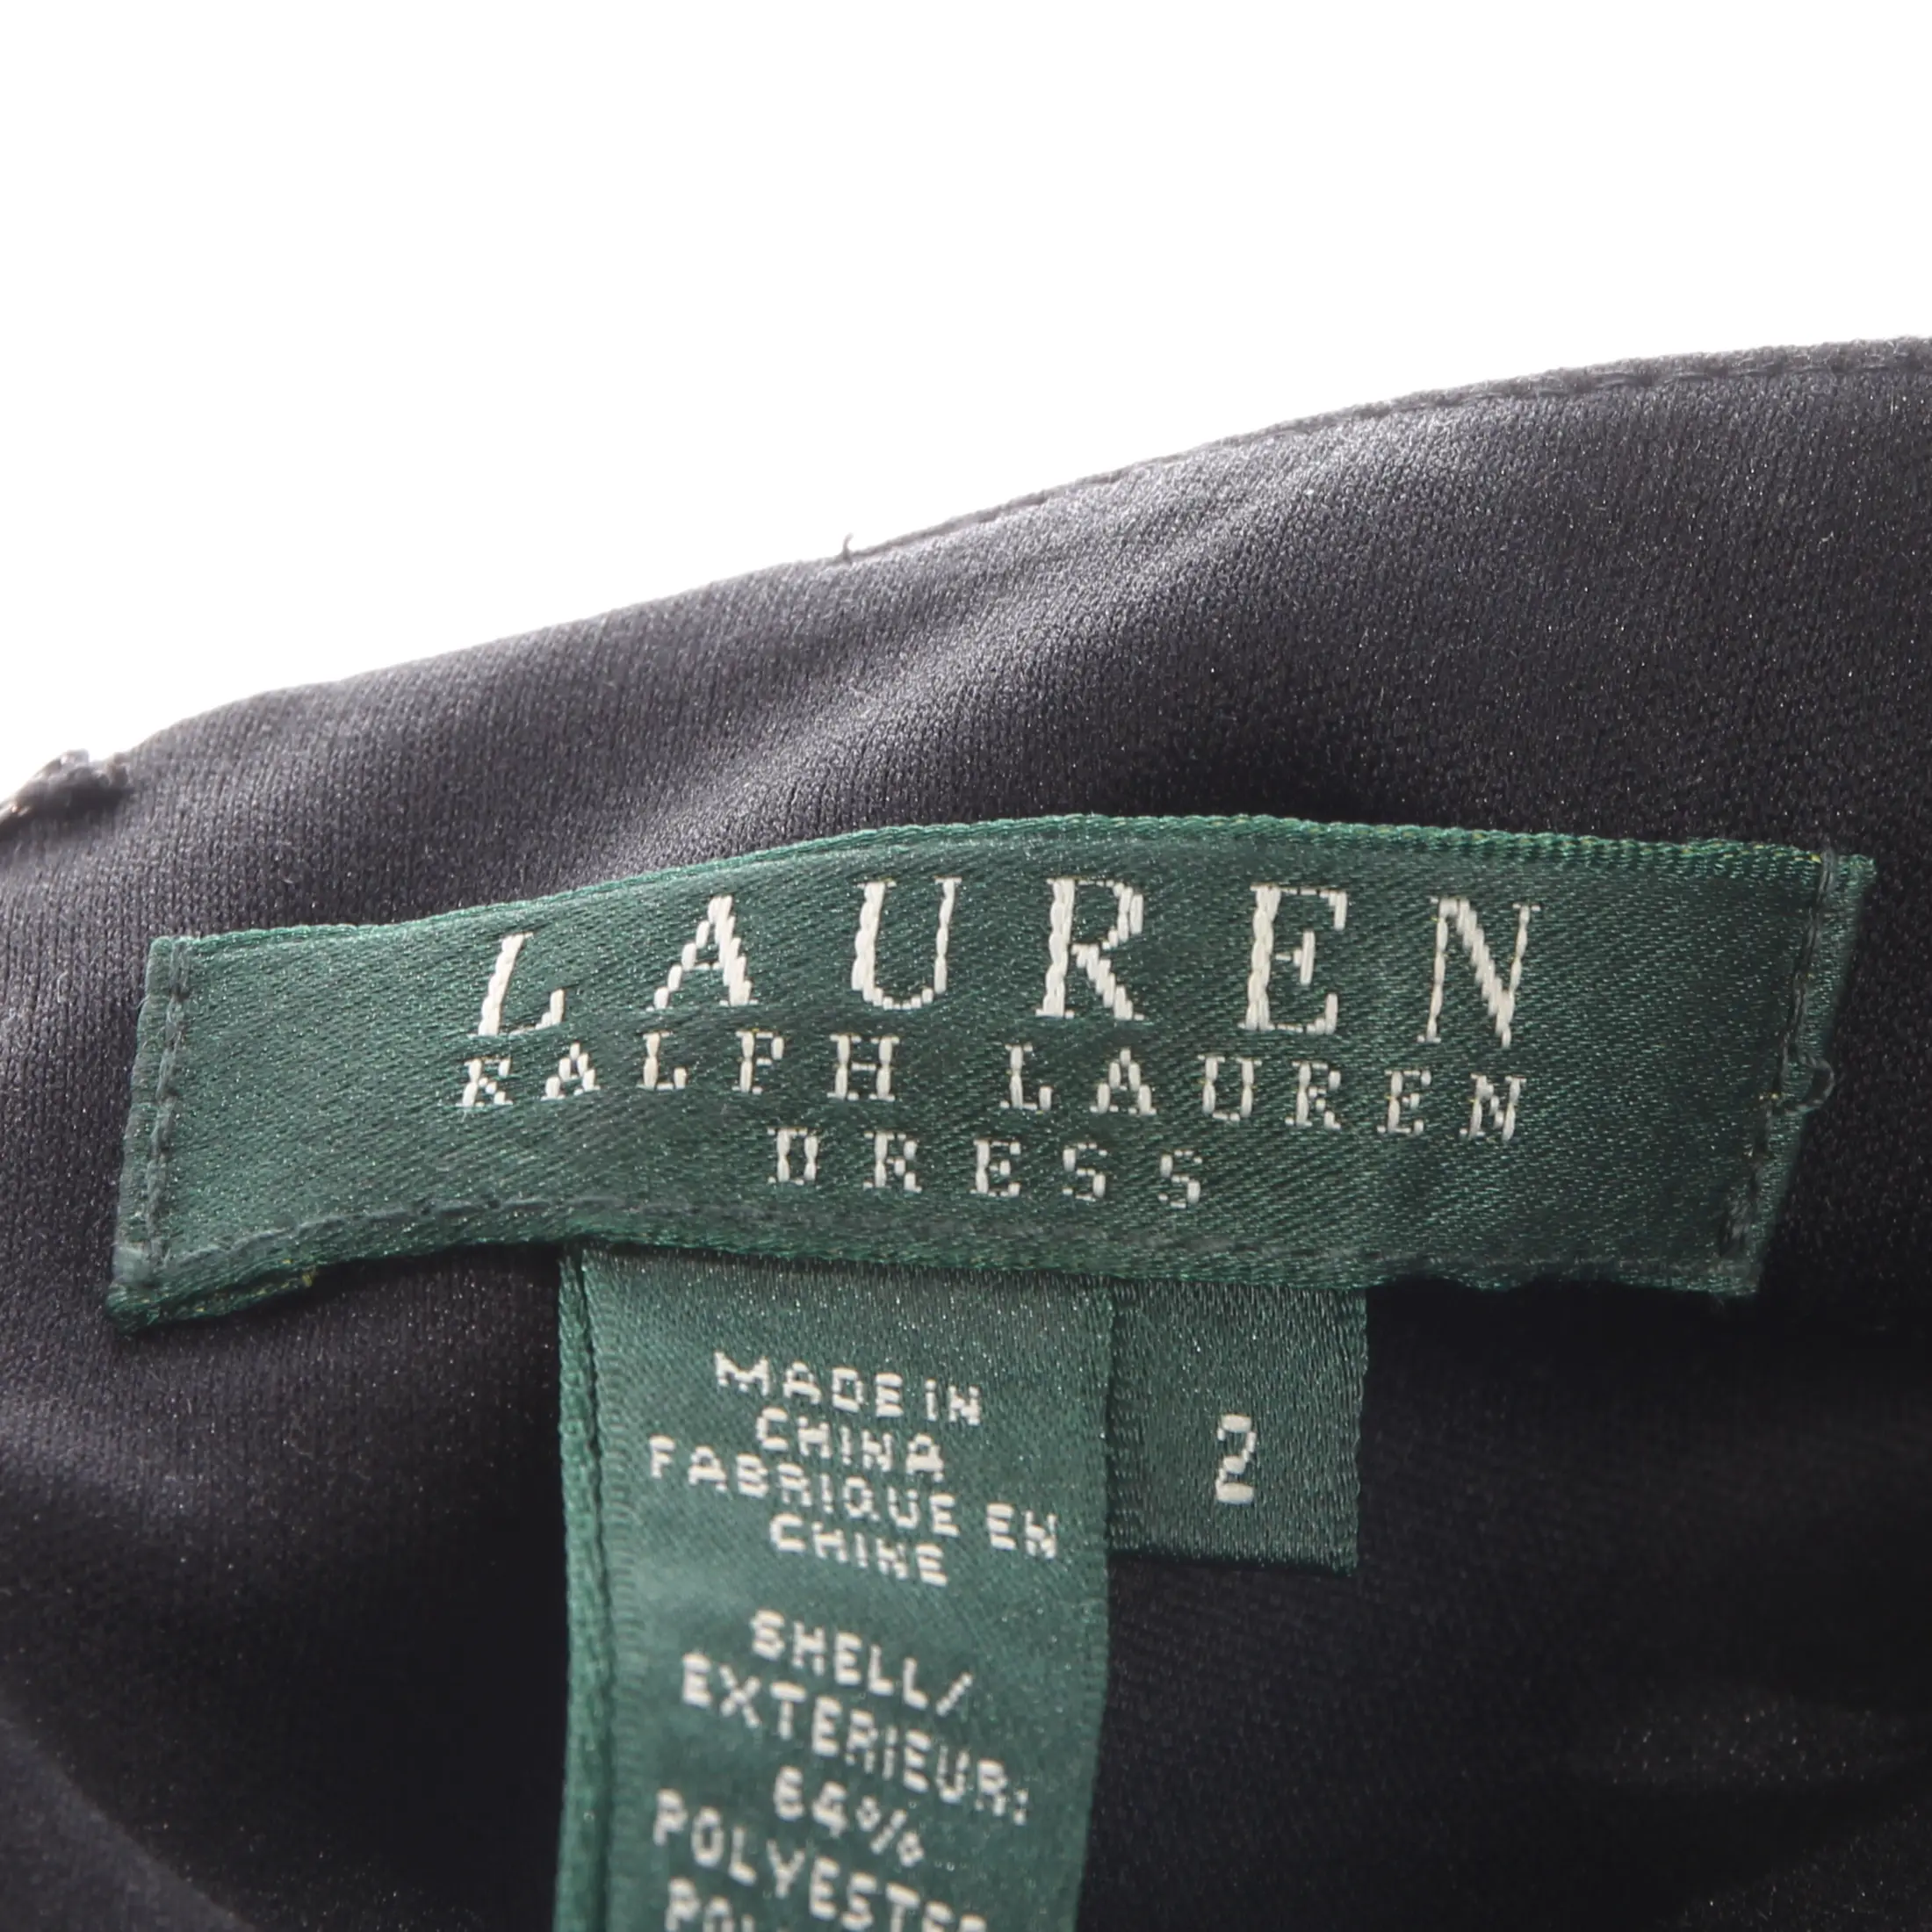 LAUREN
RALPH LAUREN
DRESS
2
MADE IN
CHINA
FABRIQUE EN
CHINE
SHELL/
EXTERIEUR:
64%
POLYESTER